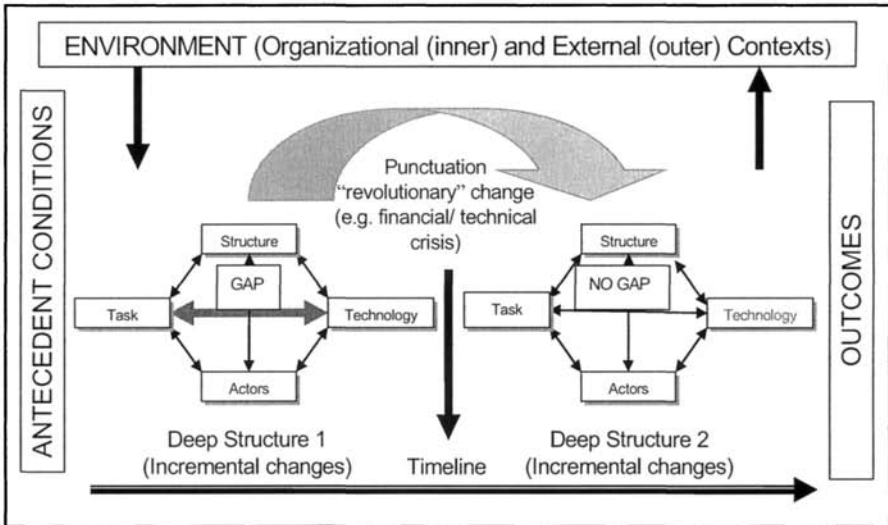 ENVIRONMENT (Organizational (inner) and External (outer) Contexts)
ANTECEDENT CONDITIONS
Punctuation
“revolutionary” change
(e.g. financial/ technical
crisis)
Structure
GAP
Task
Technology
Actors
Deep Structure 1
(Incremental changes)
Timeline
Structure
NO GAP
Task
Technology
Actors
Deep Structure 2
(Incremental changes)
OUTCOMES